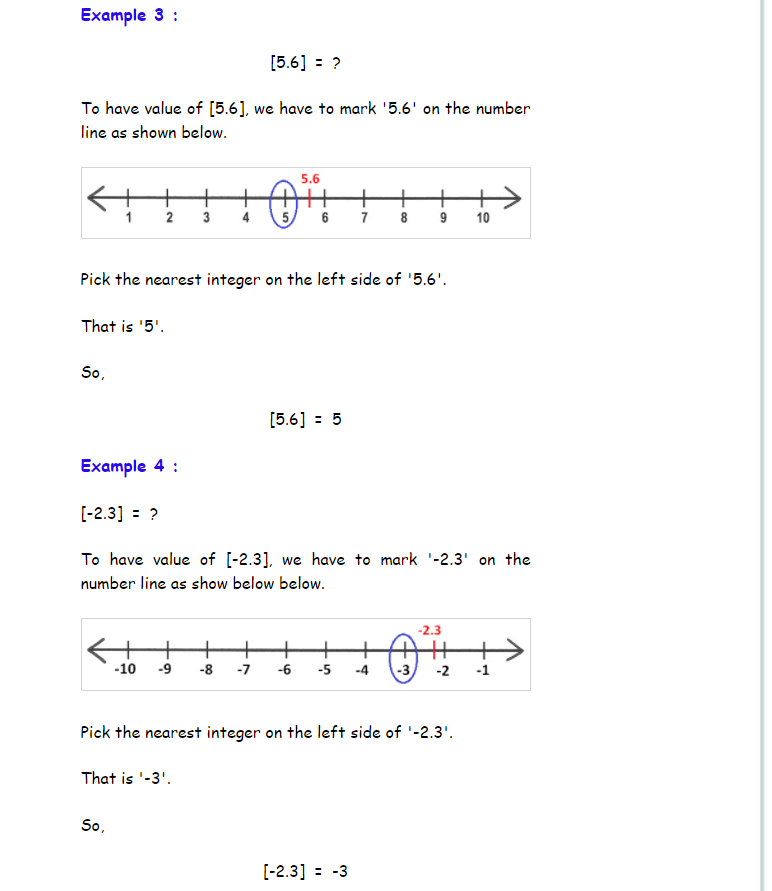 Example 3 :
[5.6] = ?
To have value of [5.6], we have to mark '5.6' on the number
line as shown below.
5.6
1 2 3 4 5 6 7 8 9 10
Pick the nearest integer on the left side of '5.6'.
That is '5'.
So,
[5.6] = 5
Example 4 :
[-2.3] = ?
To have value of [-2.3], we have to mark '-2.3' on the
number line as show below below.
-2.3
-10 -9 -8 -7 -6 -5 -4 -3 -2 -1
Pick the nearest integer on the left side of '-2.3'.
That is '-3'.
So,
[-2.3] = -3